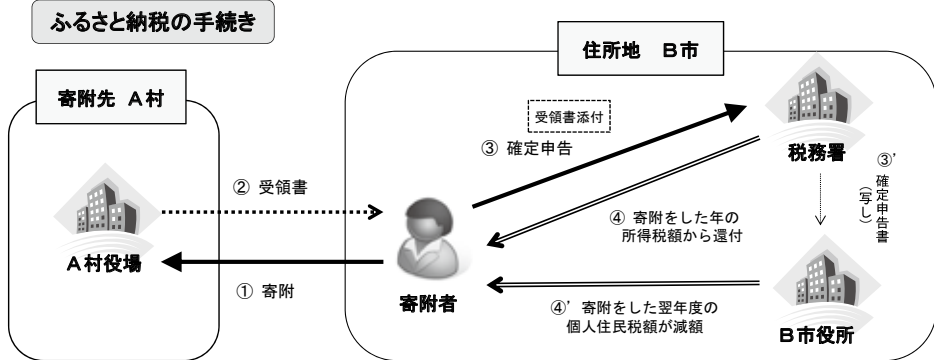 ふるさと納税の手続き
住所地 B市
寄附先 A村
受領書添付
③ 確定申告
税務署
③’ 確定申告書
(写し)
② 受領書
④ 寄附をした年の
所得税額から還付
A村役場
① 寄附
寄附者
④’ 寄附をした翌年度の
個人住民税額が減額
B市役所